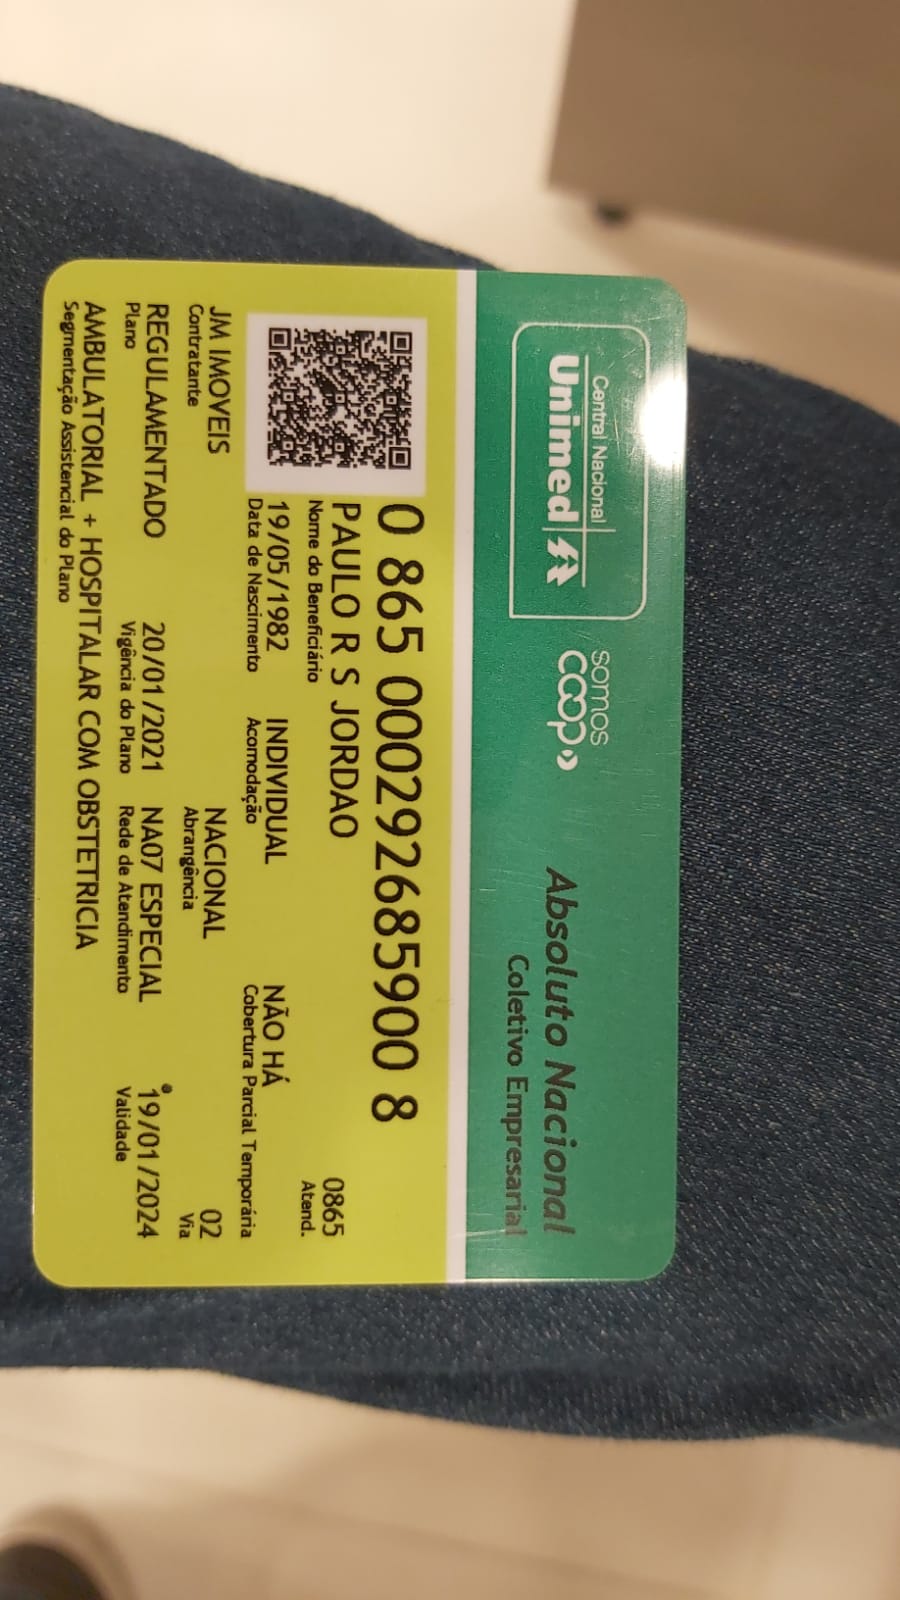 Central Nacional
Unimed
somos
coop
Absoluto Nacional
Coletivo Empresarial
0 865 000292685900 8
PAULO R S JORDAO
Nome do Beneficiário
0865
Atend.
19/05/1982
Data de Nascimento
INDIVIDUAL
Acomodação
NÃO HÁ
Cobertura Parcial Temporária
JM IMOVEIS
Contratante
NACIONAL
Abrangência
02
Via
REGULAMENTADO
Plano
20/01/2021
Vigência do Plano
NA07 ESPECIAL
Rede de Atendimento
19/01/2024
Validade
AMBULATORIAL + HOSPITALAR COM OBSTETRICIA
Segmentação Assistencial do Plano